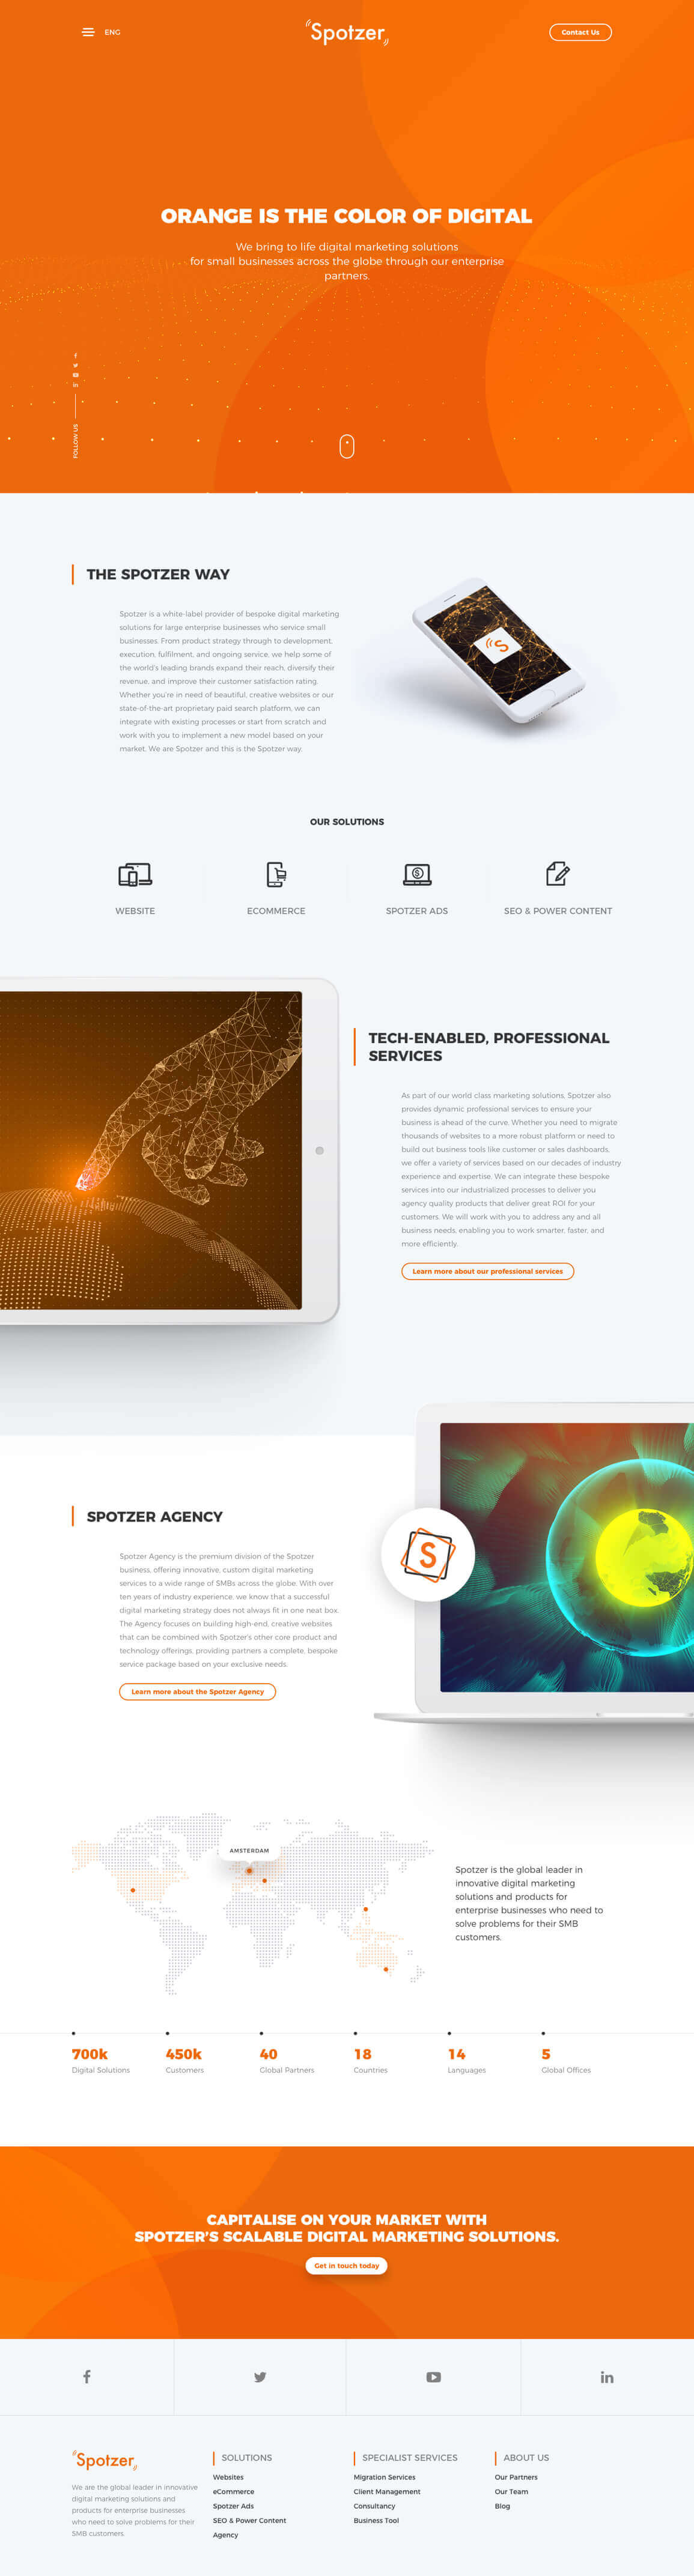 ENG
Spotzer
Contact Us
ORANGE IS THE COLOR OF DIGITAL
We bring to life digital marketing solutions
for small businesses across the globe through our enterprise
partners.
FOLLOW US
THE SPOTZER WAY
Spotzer is a white-label provider of bespoke digital marketing
solutions for large enterprise businesses who service small
businesses. From product strategy through to development,
execution, fulfilment, and ongoing service, we help some of
the world's leading brands expand their reach, diversify their
revenue, and improve their customer satisfaction rating.
Whether you're in need of beautiful, creative websites or our
state-of-the-art proprietary paid search platform, we can
integrate with existing processes or start from scratch and
work with you to implement a new model based on your
market. We are Spotzer and this is the Spotzer way.
OUR SOLUTIONS
WEBSITE
ECOMMERCE
SPOTZER ADS
SEO & POWER CONTENT
TECH-ENABLED, PROFESSIONAL
SERVICES
As part of our world class marketing solutions, Spotzer also
provides dynamic professional services to ensure your
business is ahead of the curve. Whether you need to migrate
thousands of websites to a more robust platform or need to
build out business tools like customer or sales dashboards,
we offer a variety of services based on our decades of industry
experience and expertise. We can integrate these bespoke
services into our industrialized processes to deliver you
agency quality products that deliver great ROI for your
customers. We will work with you to address any and all
business needs, enabling you to work smarter, faster, and
more efficiently.
Learn more about our professional services
SPOTZER AGENCY
Spotzer Agency is the premium division of the Spotzer
business, offering innovative, custom digital marketing
services to a wide range of SMBs across the globe. With over
ten years of industry experience, we know that a successful
digital marketing strategy does not always fit in one neat box.
The Agency focuses on building high-end, creative websites
that can be combined with Spotzer's other core product and
technology offerings, providing partners a complete, bespoke
service package based on your exclusive needs.
Learn more about the Spotzer Agency
S
AMSTERDAM
Spotzer is the global leader in
innovative digital marketing
solutions and products for
enterprise businesses who need to
solve problems for their SMB
customers.
700k
Digital Solutions
450k
Customers
40
Global Partners
18
Countries
14
Languages
5
Global Offices
CAPITALISE ON YOUR MARKET WITH
SPOTZER'S SCALABLE DIGITAL MARKETING SOLUTIONS.
Get in touch today
Spotzer
We are the global leader in innovative
digital marketing solutions and
products for enterprise businesses
who need to solve problems for their
SMB customers.
SOLUTIONS
Websites
eCommerce
Spotzer Ads
SEO & Power Content
Agency
SPECIALIST SERVICES
Migration Services
Client Management
Consultancy
Business Tool
ABOUT US
Our Partners
Our Team
Blog